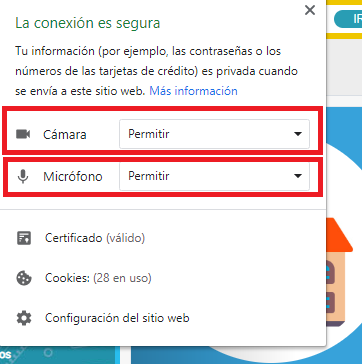 La conexión es segura
Tu información (por ejemplo, las contraseñas o los
números de las tarjetas de crédito) es privada cuando
se envía a este sitio web. Más información
Cámara Permitir
Micrófono Permitir
Certificado (válido)
Cookies: (28 en uso)
Configuración del sitio web